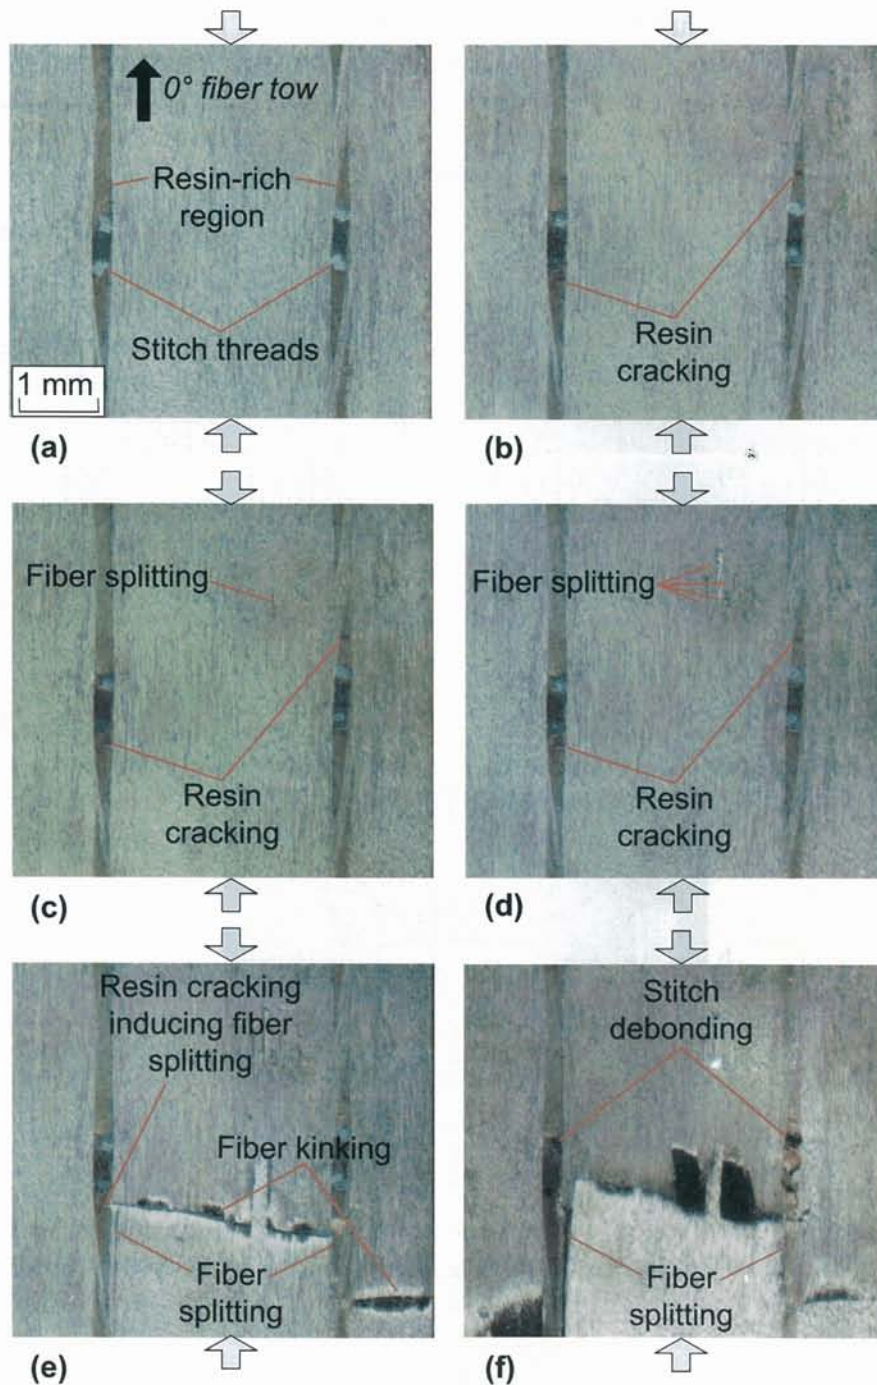 0° fiber tow
Resin-rich
region
Stitch threads
1 mm
(a)
Resin
cracking
(b)
Fiber splitting
Resin
cracking
(c)
Fiber splitting
Resin
cracking
(d)
Resin cracking
inducing fiber
splitting
Fiber kinking
Fiber
splitting
(e)
Stitch
debonding
Fiber
splitting
(f)